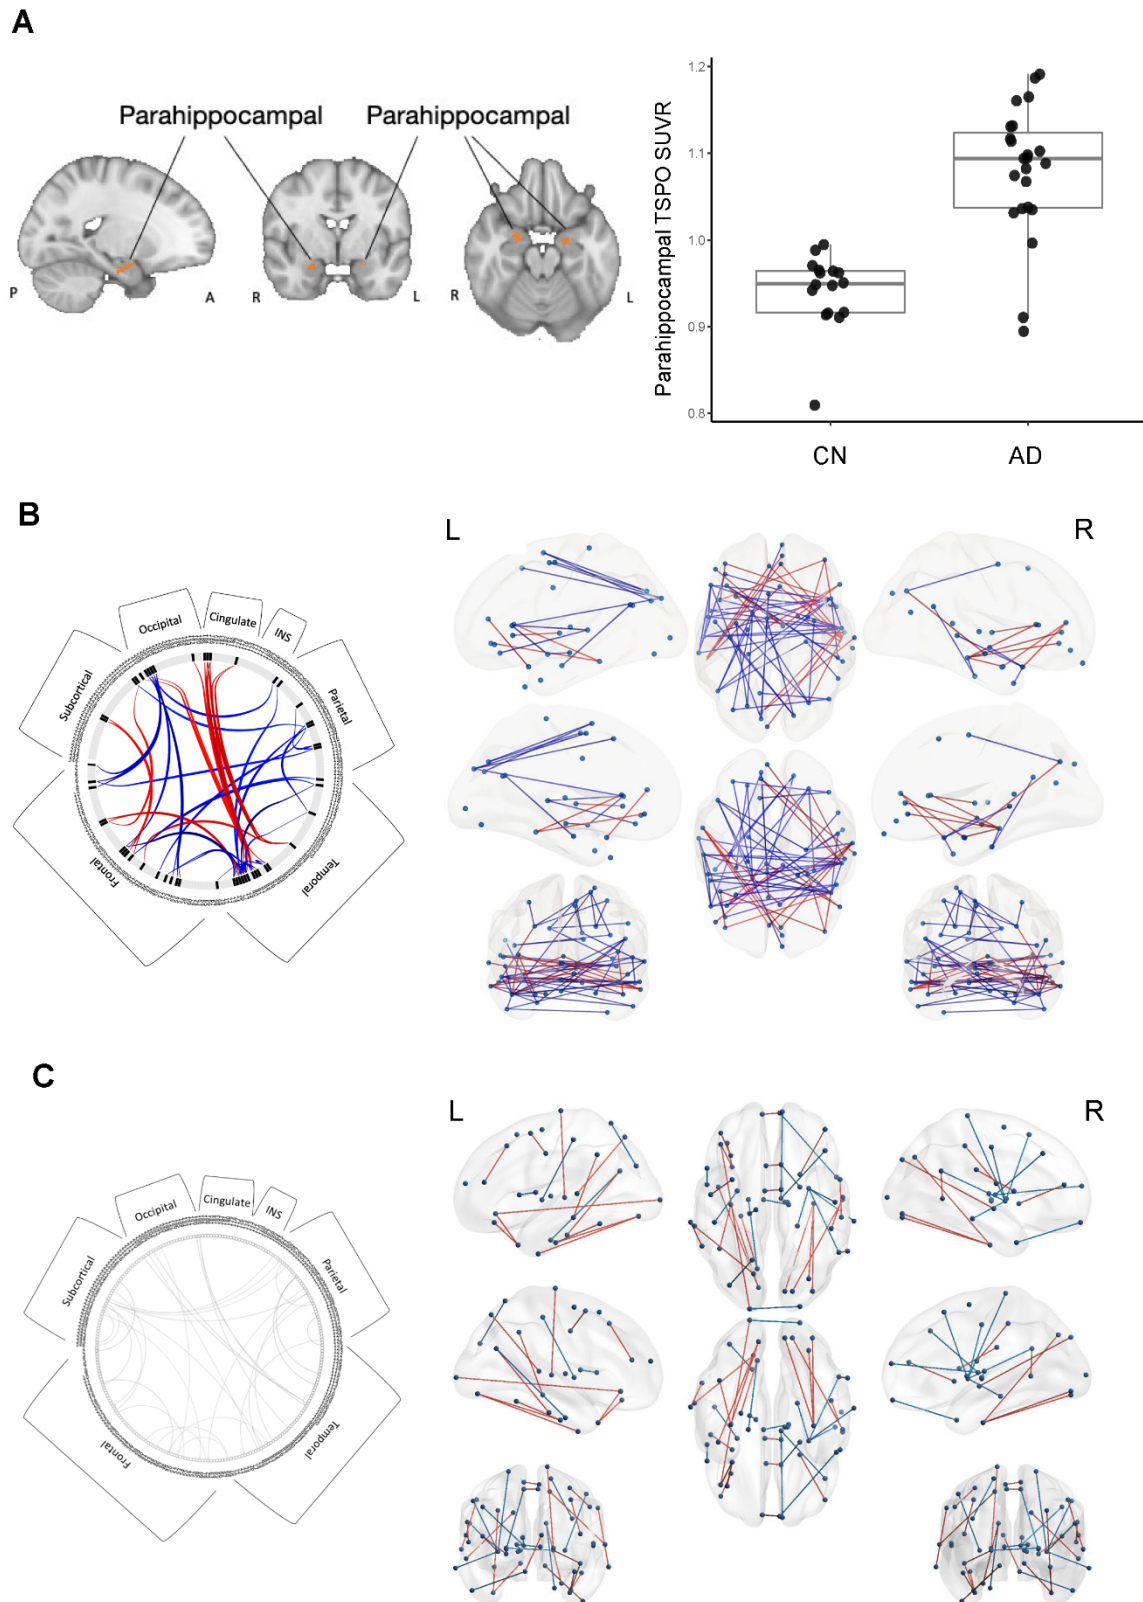 A
Parahippocampal
Parahippocampal
P
A
R
L
R
L
Parahippocampal TSPO SUVR
1.2
1.1
1.0
0.9
0.8
CN
AD
B
Occipital
Cingulate
INS
Subcortical
Parietal
Frontal
Temporal
L
R
C
Occipital
Cingulate
INS
Subcortical
Parietal
Frontal
Temporal
L
R